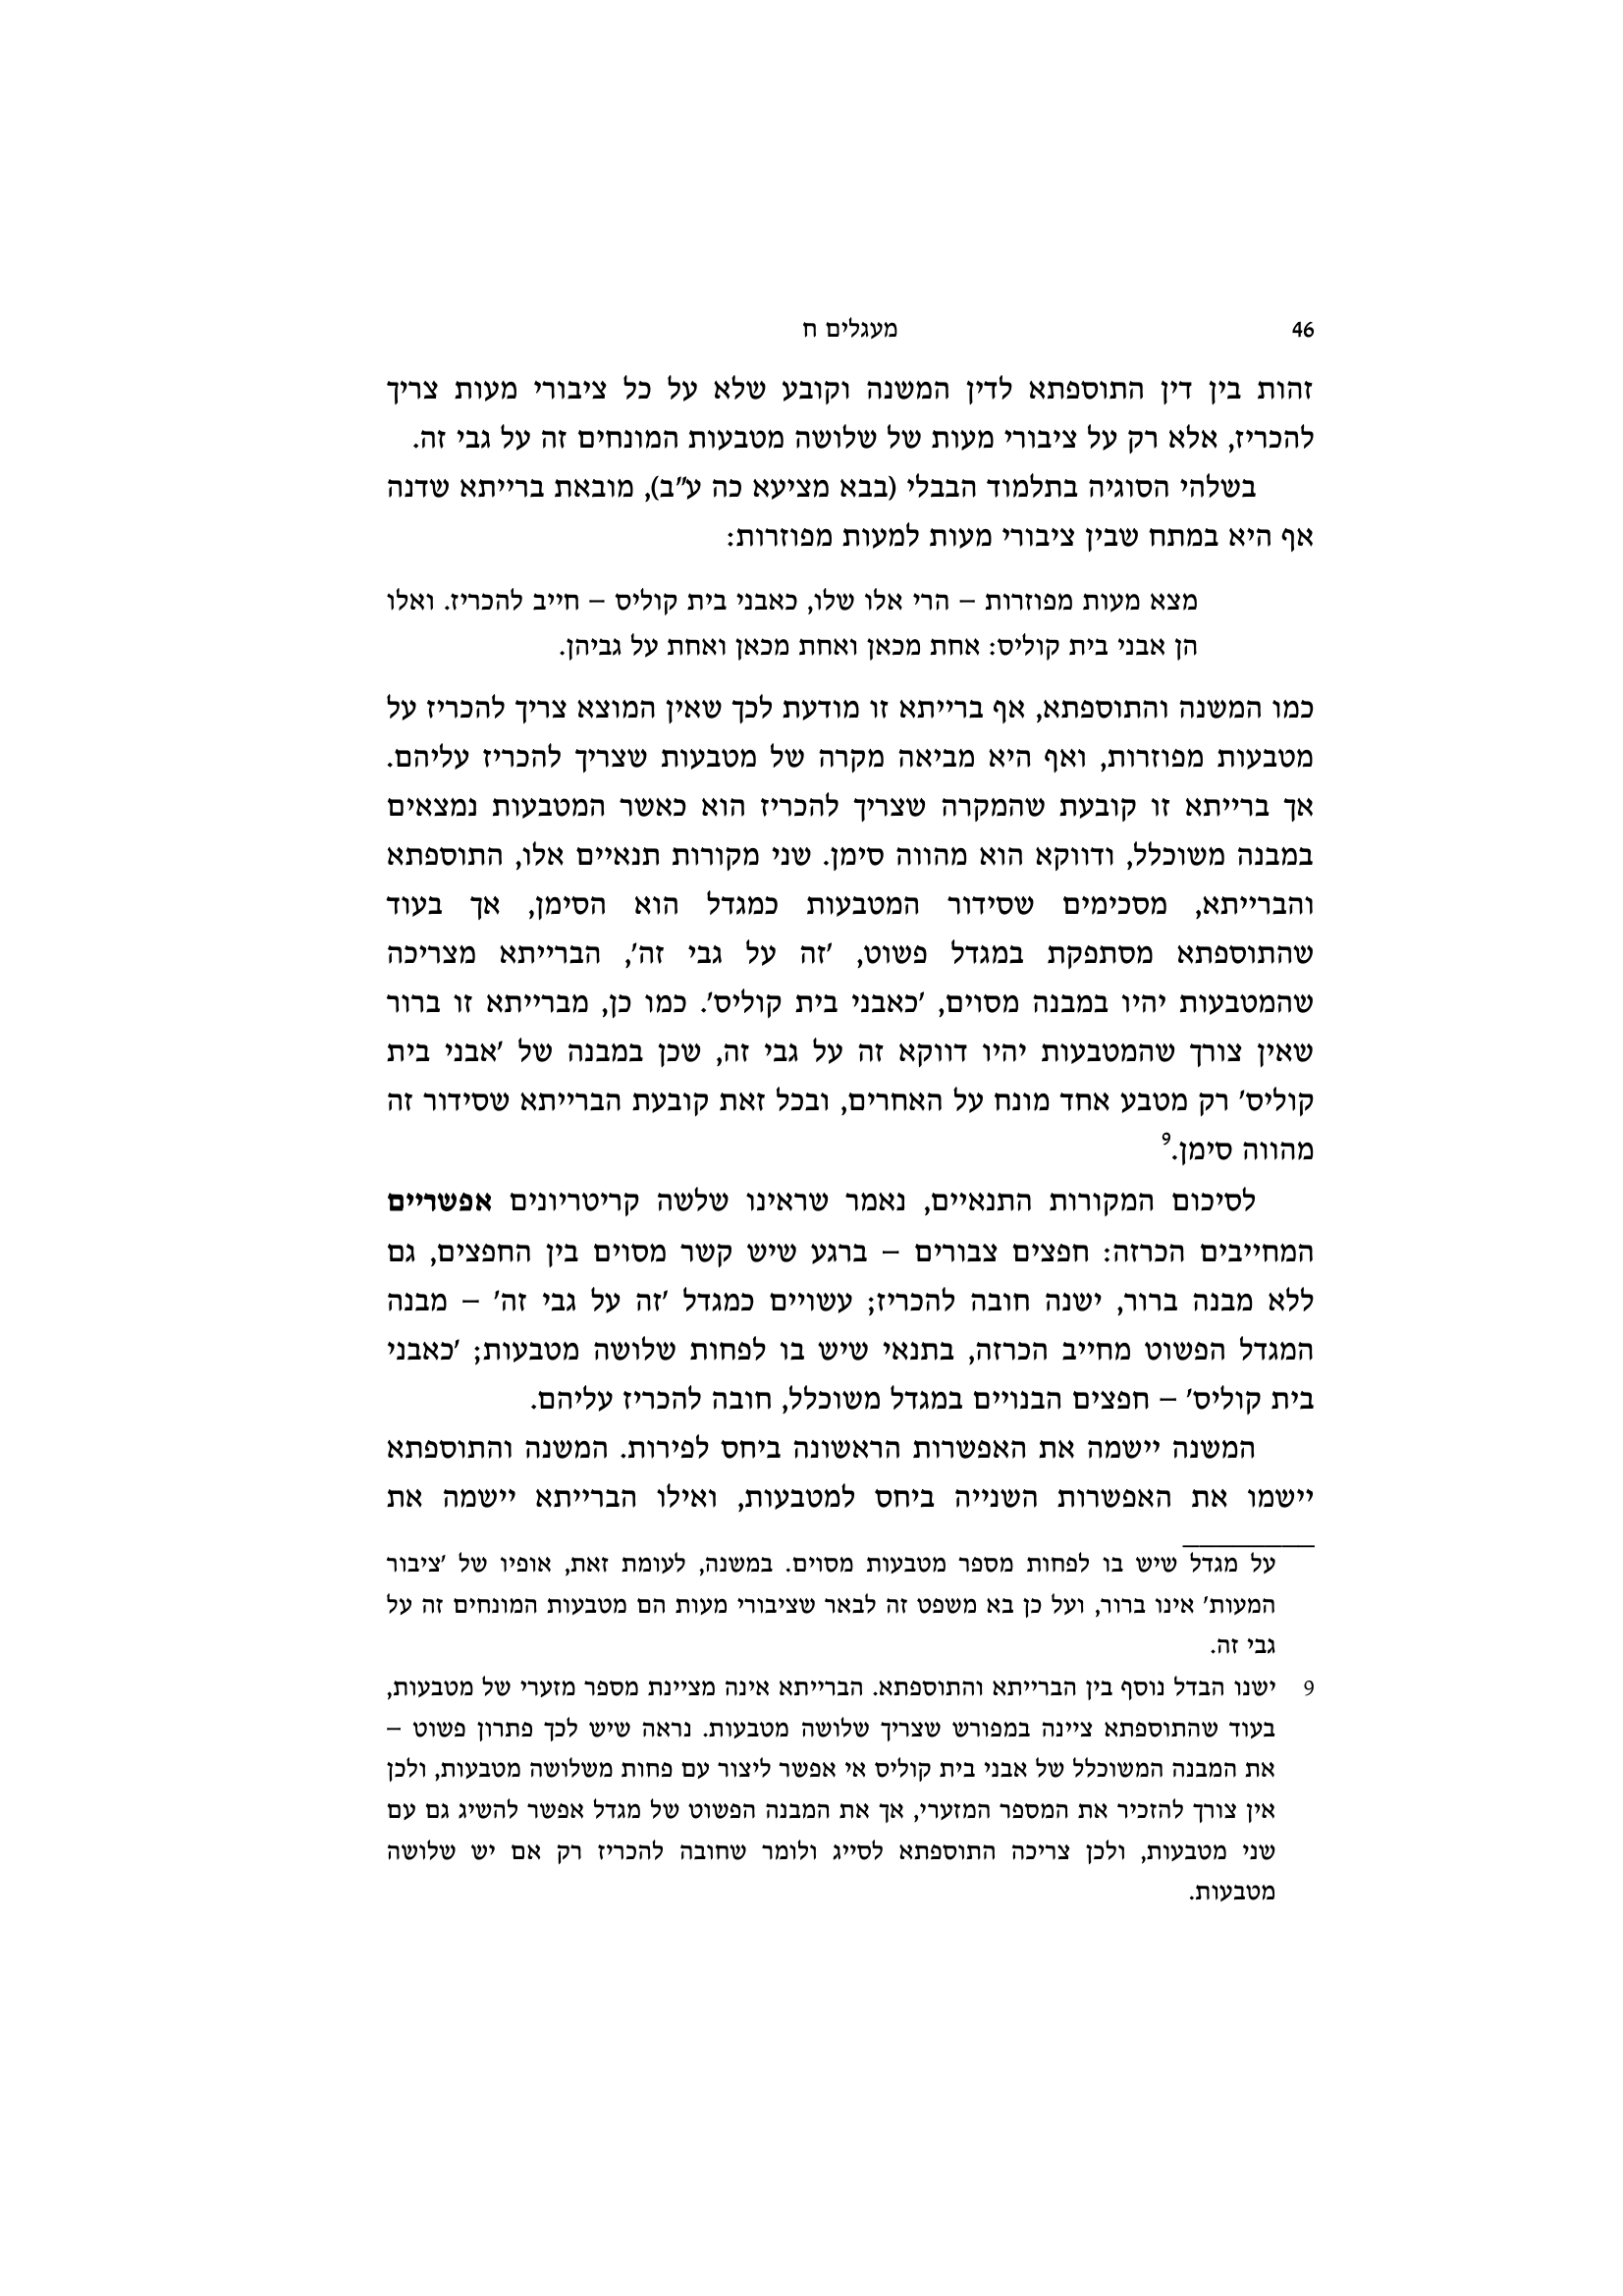 46
מעגלים ח
זהות בין דין התוספתא לדין המשנה וקובע שלא על כל ציבורי מעות צריך
להכריז, אלא רק על ציבורי מעות של שלושה מטבעות המונחים זה על גבי זה.
בשלהי הסוגיה בתלמוד הבבלי (בבא מציעא כה ע"ב), מובאת ברייתא שדנה
אף היא במתח שבין ציבורי מעות למעות מפוזרות:
מצא מעות מפוזרות – הרי אלו שלו, כאבני בית קוליס – חייב להכריז. ואלו
הן אבני בית קוליס: אחת מכאן ואחת מכאן ואחת על גביהן.
כמו המשנה והתוספתא, אף ברייתא זו מודעת לכך שאין המוצא צריך להכריז על
מטבעות מפוזרות, ואף היא מביאה מקרה של מטבעות שצריך להכריז עליהם.
אך ברייתא זו קובעת שהמקרה שצריך להכריז הוא כאשר המטבעות נמצאים
במבנה משוכלל, ודווקא הוא מהווה סימן. שני מקורות תנאיים אלו, התוספתא
והברייתא, מסכימים שסידור המטבעות כמגדל הוא הסימן, אך בעוד
שהתוספתא מסתפקת במגדל פשוט, 'זה על גבי זה', הברייתא מצריכה
שהמטבעות יהיו במבנה מסוים, 'כאבני בית קוליס'. כמו כן, מברייתא זו ברור
שאין צורך שהמטבעות יהיו דווקא זה על גבי זה, שכן במבנה של 'אבני בית
קוליס' רק מטבע אחד מונח על האחרים, ובכל זאת קובעת הברייתא שסידור זה
מהווה סימן.9
לסיכום המקורות התנאיים, נאמר שראינו שלשה קריטריונים אפשריים
המחייבים הכרזה: חפצים צבורים – ברגע שיש קשר מסוים בין החפצים, גם
ללא מבנה ברור, ישנה חובה להכריז; עשויים כמגדל 'זה על גבי זה' – מבנה
המגדל הפשוט מחייב הכרזה, בתנאי שיש בו לפחות שלושה מטבעות; 'כאבני
בית קוליס' – חפצים הבנויים במגדל משוכלל, חובה להכריז עליהם.
המשנה יישמה את האפשרות הראשונה ביחס לפירות. המשנה והתוספתא
יישמו את האפשרות השנייה ביחס למטבעות, ואילו הברייתא יישמה את
על מגדל שיש בו לפחות מספר מטבעות מסוים. במשנה, לעומת זאת, אופיו של 'ציבור
המעות' אינו ברור, ועל כן בא משפט זה לבאר שציבורי מעות הם מטבעות המונחים זה על
גבי זה.
9 ישנו הבדל נוסף בין הברייתא והתוספתא. הברייתא אינה מציינת מספר מזערי של מטבעות,
בעוד שהתוספתא ציינה במפורש שצריך שלושה מטבעות. נראה שיש לכך פתרון פשוט –
את המבנה המשוכלל של אבני בית קוליס אי אפשר ליצור עם פחות משלושה מטבעות, ולכן
אין צורך להזכיר את המספר המזערי, אך את המבנה הפשוט של מגדל אפשר להשיג גם עם
שני מטבעות, ולכן צריכה התוספתא לסייג ולומר שחובה להכריז רק אם יש שלושה
מטבעות.